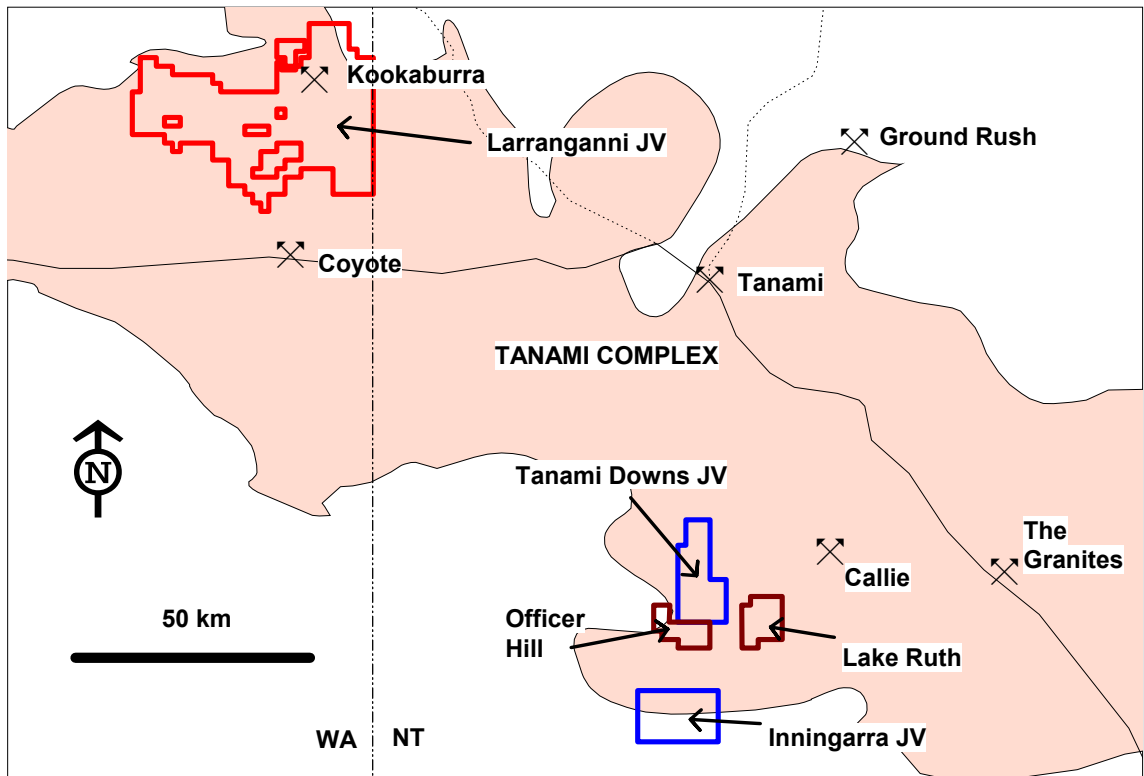 Kookaburra
Ground Rush
Larranganni JV
Coyote
Tanami
TANAMI COMPLEX
N
Tanami Downs JV
The
Granites
Callie
50 km
Officer
Hill
Lake Ruth
WA
NT
Inningarra JV